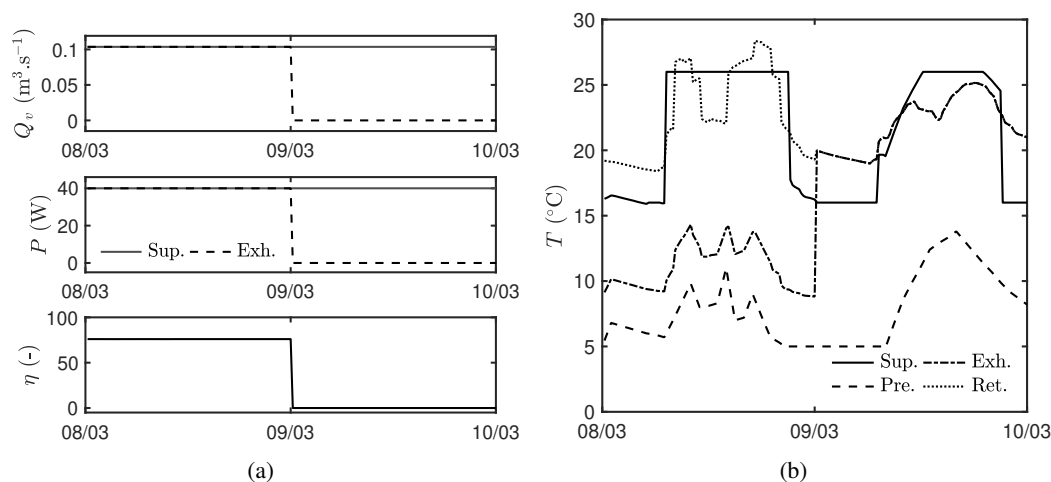 Q_v (m³.s⁻¹)
0.1
0.05
0
08/03 09/03 10/03
P (W)
40
20
0
Sup. Exh.
08/03 09/03 10/03
η (-)
100
50
0
08/03 09/03 10/03
(a)
T (°C)
30
25
20
15
10
5
0
Sup. Exh.
Pre. Ret.
08/03 09/03 10/03
(b)